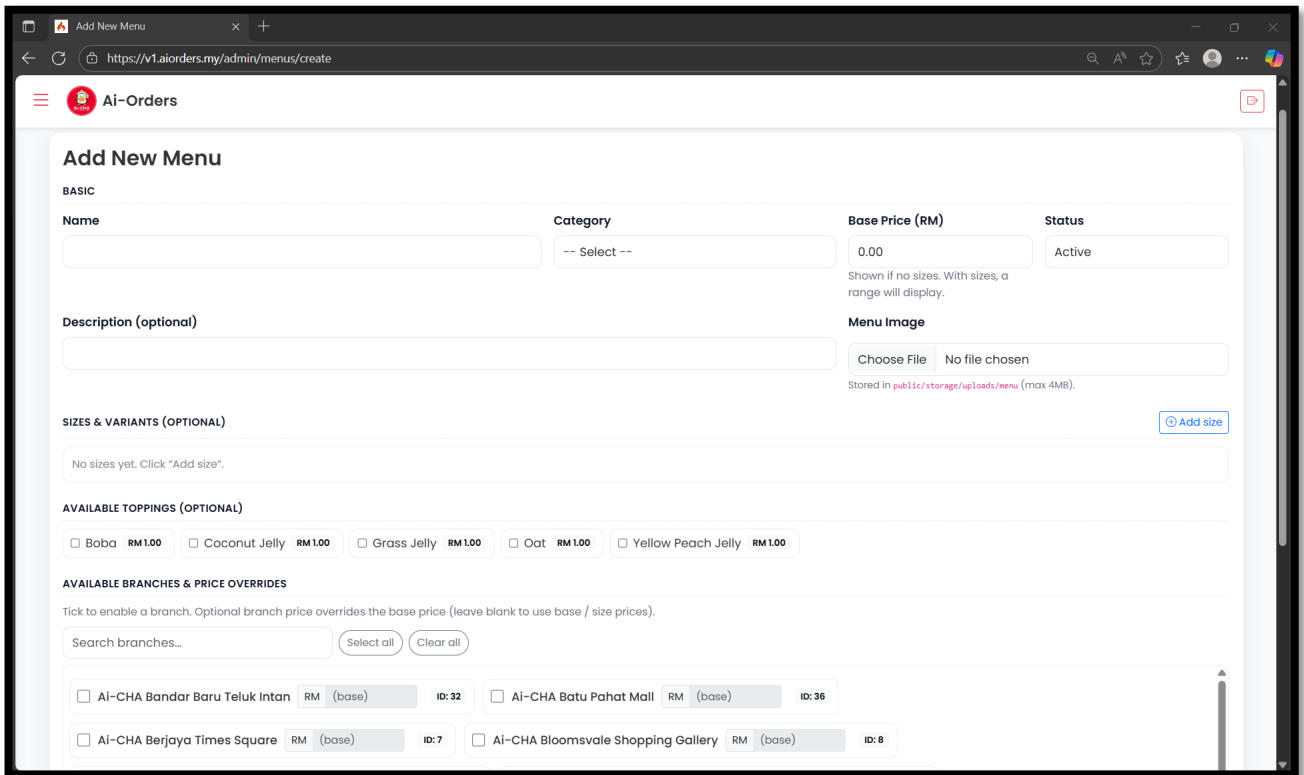 Add New Menu
https://v1.aiorders.my/admin/menus/create
Ai-CHA
Ai-Orders
Add New Menu
BASIC
Name
Category
Base Price (RM)
Status
-- Select --
0.00
Active
Shown if no sizes. With sizes, a
range will display.
Description (optional)
Menu Image
Choose File No file chosen
Stored in public/storage/uploads/menu (max 4MB).
SIZES & VARIANTS (OPTIONAL)
Add size
No sizes yet. Click “Add size”.
AVAILABLE TOPPINGS (OPTIONAL)
Boba RM 1.00 Coconut Jelly RM 1.00 Grass Jelly RM 1.00 Oat RM 1.00 Yellow Peach Jelly RM 1.00
AVAILABLE BRANCHES & PRICE OVERRIDES
Tick to enable a branch. Optional branch price overrides the base price (leave blank to use base / size prices).
Search branches... Select all Clear all
Ai-CHA Bandar Baru Teluk Intan RM (base) ID: 32 Ai-CHA Batu Pahat Mall RM (base) ID: 36
Ai-CHA Berjaya Times Square RM (base) ID: 7 Ai-CHA Bloomsvale Shopping Gallery RM (base) ID: 8